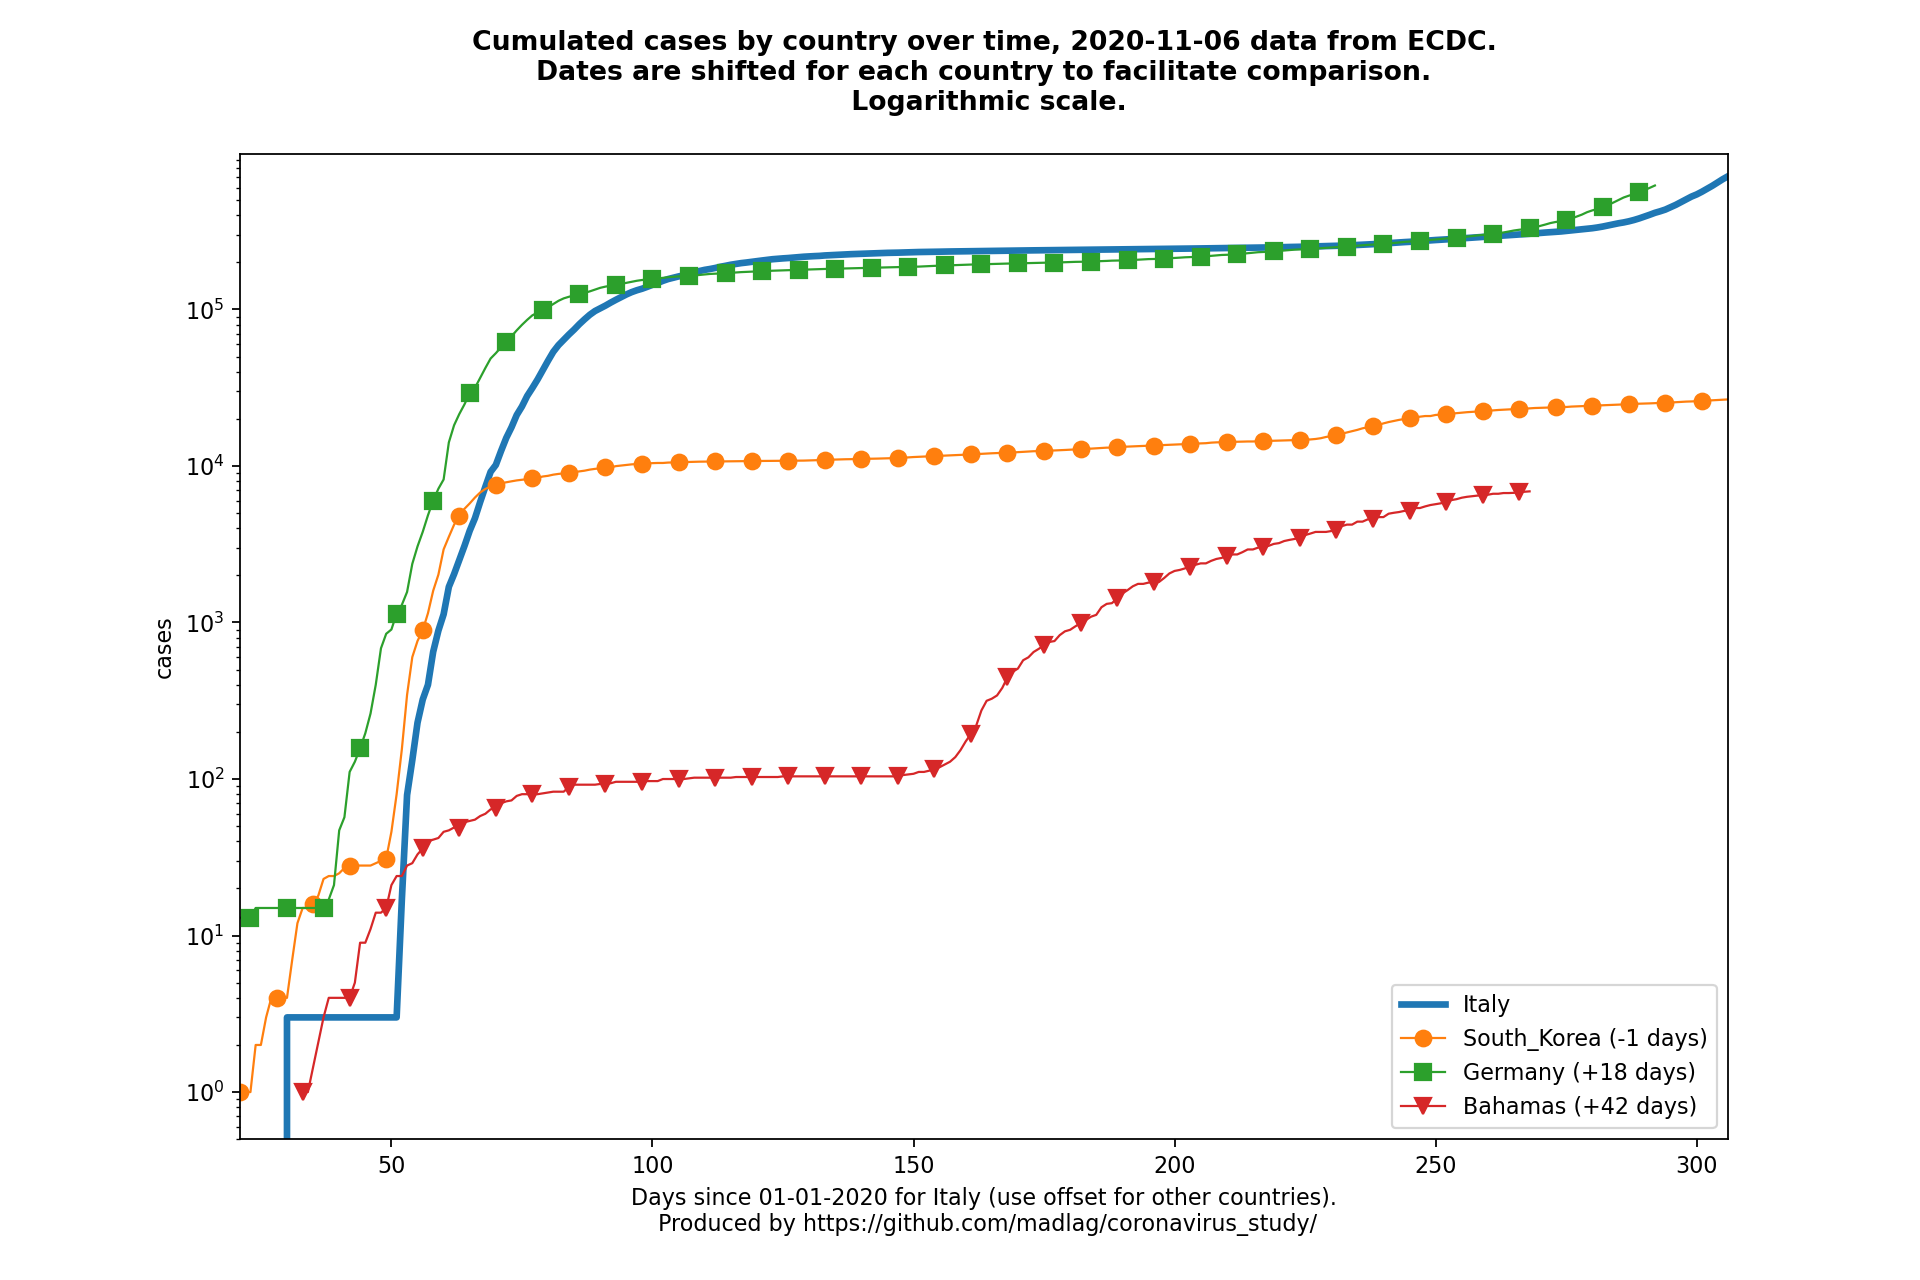 Cumulated cases by country over time, 2020-11-06 data from ECDC.
Dates are shifted for each country to facilitate comparison.
Logarithmic scale.
cases
10^5
10^4
10^3
10^2
10^1
10^0
50
100
150
200
250
300
Italy
South_Korea (-1 days)
Germany (+18 days)
Bahamas (+42 days)
Days since 01-01-2020 for Italy (use offset for other countries).
Produced by https://github.com/madlag/coronavirus_study/